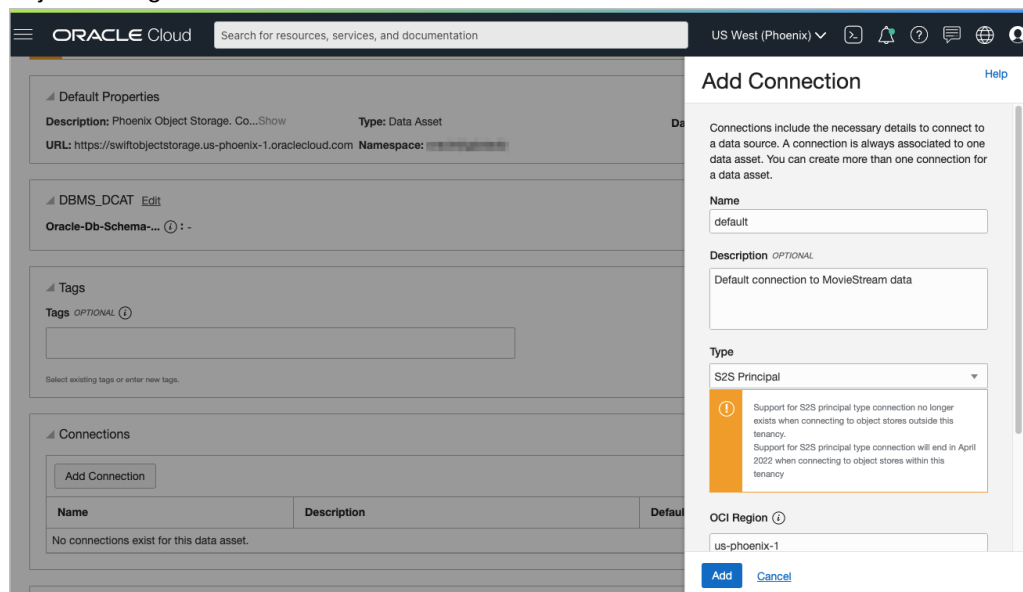 ORACLE Cloud
Search for resources, services, and documentation
US West (Phoenix)
Default Properties
Description: Phoenix Object Storage. Co...Show
Type: Data Asset
Da
URL: https://swiftobjectstorage.us-phoenix-1.oraclecloud.com
Namespace:
DBMS_DCAT Edit
Oracle-Db-Schema-... i : -
Tags
Tags OPTIONAL i
Select existing tags or enter new tags.
Connections
Add Connection
Name
Description
Defaul
No connections exist for this data asset.
Add Connection
Help
Connections include the necessary details to connect to
a data source. A connection is always associated to one
data asset. You can create more than one connection for
a data asset.
Name
default
Description OPTIONAL
Default connection to MovieStream data
Type
S2S Principal
Support for S2S principal type connection no longer
exists when connecting to object stores outside this
tenancy.
Support for S2S principal type connection will end in April
2022 when connecting to object stores within this
tenancy
OCI Region i
us-phoenix-1
Add
Cancel